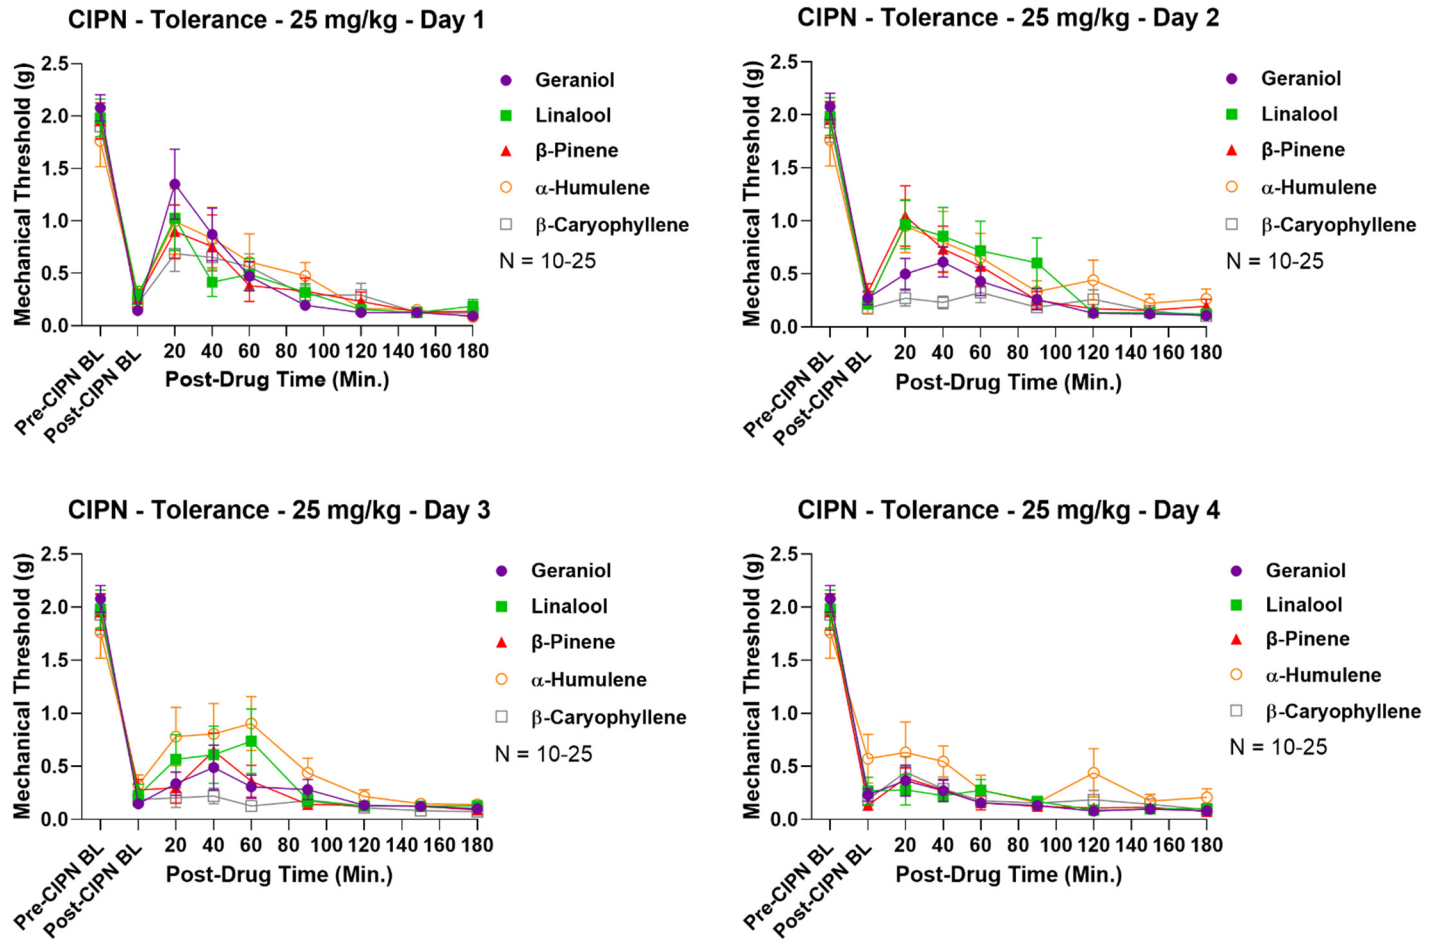 CIPN - Tolerance - 25 mg/kg - Day 1
Mechanical Threshold (g)
2.5
2.0
1.5
1.0
0.5
0.0
Pre-CIPN BL
Post-CIPN BL
20 40 60 80 100 120 140 160 180
Post-Drug Time (Min.)
Geraniol
Linalool
β-Pinene
α-Humulene
β-Caryophyllene
N = 10-25
CIPN - Tolerance - 25 mg/kg - Day 2
Mechanical Threshold (g)
2.5
2.0
1.5
1.0
0.5
0.0
Pre-CIPN BL
Post-CIPN BL
20 40 60 80 100 120 140 160 180
Post-Drug Time (Min.)
Geraniol
Linalool
β-Pinene
α-Humulene
β-Caryophyllene
N = 10-25
CIPN - Tolerance - 25 mg/kg - Day 3
Mechanical Threshold (g)
2.5
2.0
1.5
1.0
0.5
0.0
Pre-CIPN BL
Post-CIPN BL
20 40 60 80 100 120 140 160 180
Post-Drug Time (Min.)
Geraniol
Linalool
β-Pinene
α-Humulene
β-Caryophyllene
N = 10-25
CIPN - Tolerance - 25 mg/kg - Day 4
Mechanical Threshold (g)
2.5
2.0
1.5
1.0
0.5
0.0
Pre-CIPN BL
Post-CIPN BL
20 40 60 80 100 120 140 160 180
Post-Drug Time (Min.)
Geraniol
Linalool
β-Pinene
α-Humulene
β-Caryophyllene
N = 10-25